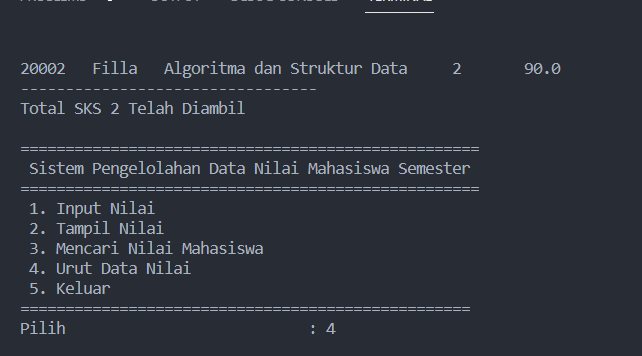 TERMINAL
20002 Filla Algoritma dan Struktur Data 2 90.0
---------------------------------
Total SKS 2 Telah Diambil
===================================================
Sistem Pengelolahan Data Nilai Mahasiswa Semester
===================================================
1. Input Nilai
2. Tampil Nilai
3. Mencari Nilai Mahasiswa
4. Urut Data Nilai
5. Keluar
==================================================
Pilih : 4